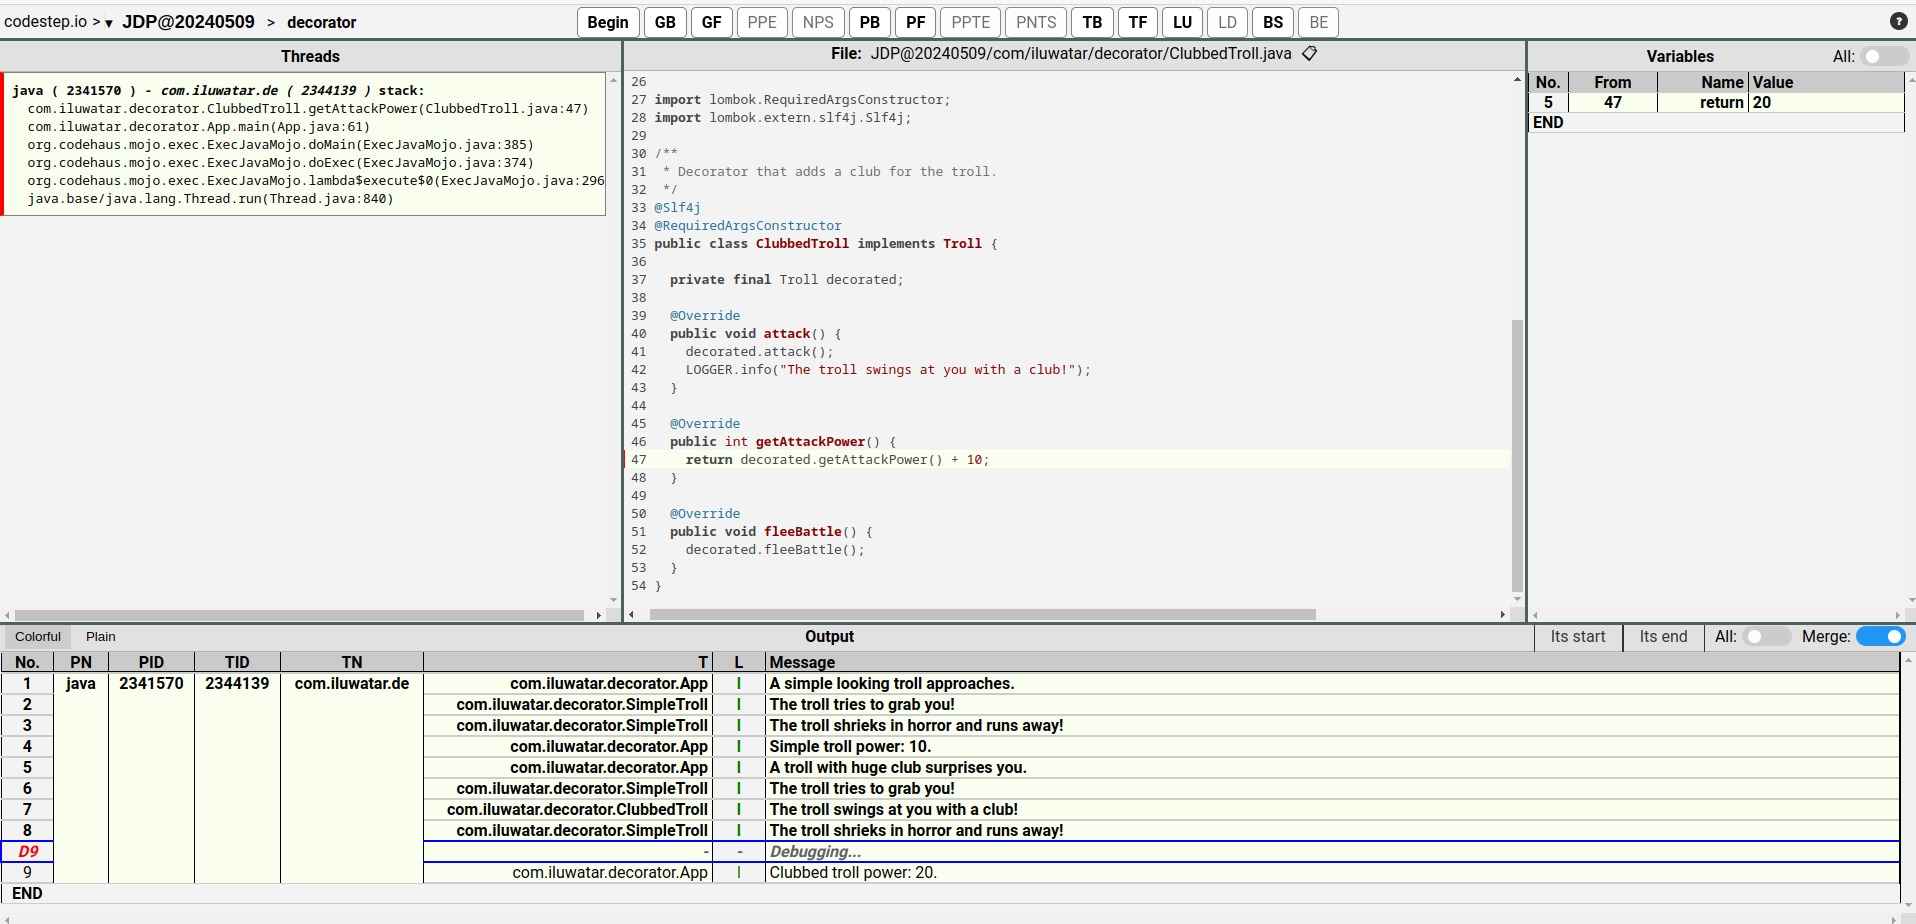 codestep.io > ▾ JDP@20240509 > decorator
Begin GB GF PPE NPS PB PF PPTE PNTS TB TF LU LD BS BE ?
Threads
java ( 2341570 ) - com.iluwatar.de ( 2344139 ) stack:
com.iluwatar.decorator.ClubbedTroll.getAttackPower(ClubbedTroll.java:47)
com.iluwatar.decorator.App.main(App.java:61)
org.codehaus.mojo.exec.ExecJavaMojo.doMain(ExecJavaMojo.java:385)
org.codehaus.mojo.exec.ExecJavaMojo.doExec(ExecJavaMojo.java:374)
org.codehaus.mojo.exec.ExecJavaMojo.lambda$execute$0(ExecJavaMojo.java:296
java.base/java.lang.Thread.run(Thread.java:840)
File: JDP@20240509/com/iluwatar/decorator/ClubbedTroll.java
26
27 import lombok.RequiredArgsConstructor;
28 import lombok.extern.slf4j.Slf4j;
29
30 /**
31 * Decorator that adds a club for the troll.
32 */
33 @Slf4j
34 @RequiredArgsConstructor
35 public class ClubbedTroll implements Troll {
36
37 private final Troll decorated;
38
39 @Override
40 public void attack() {
41 decorated.attack();
42 LOGGER.info("The troll swings at you with a club!");
43 }
44
45 @Override
46 public int getAttackPower() {
47 return decorated.getAttackPower() + 10;
48 }
49
50 @Override
51 public void fleeBattle() {
52 decorated.fleeBattle();
53 }
54 }
Variables All:
No. From Name Value
5 47 return 20
END
Colorful Plain Output Its start Its end All: Merge:
No. PN PID TID TN T L Message
1 java 2341570 2344139 com.iluwatar.de com.iluwatar.decorator.App I A simple looking troll approaches.
2 com.iluwatar.decorator.SimpleTroll I The troll tries to grab you!
3 com.iluwatar.decorator.SimpleTroll I The troll shrieks in horror and runs away!
4 com.iluwatar.decorator.App I Simple troll power: 10.
5 com.iluwatar.decorator.App I A troll with huge club surprises you.
6 com.iluwatar.decorator.SimpleTroll I The troll tries to grab you!
7 com.iluwatar.decorator.ClubbedTroll I The troll swings at you with a club!
8 com.iluwatar.decorator.SimpleTroll I The troll shrieks in horror and runs away!
D9 - - Debugging...
9 com.iluwatar.decorator.App I Clubbed troll power: 20.
END